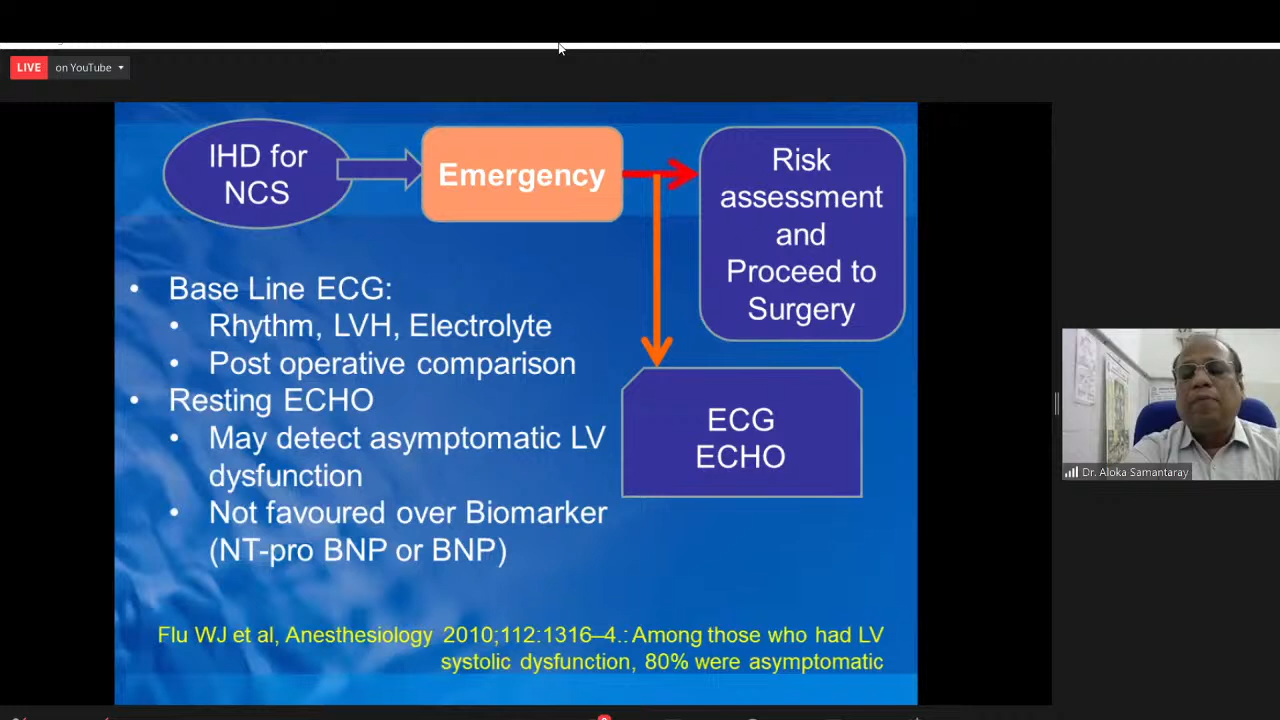 LIVE on YouTube
IHD for
NCS
Emergency
Risk
assessment
and
Proceed to
Surgery
• Base Line ECG:
• Rhythm, LVH, Electrolyte
• Post operative comparison
• Resting ECHO
• May detect asymptomatic LV
dysfunction
• Not favoured over Biomarker
(NT-pro BNP or BNP)
ECG
ECHO
Flu WJ et al, Anesthesiology 2010;112:1316–4.: Among those who had LV
systolic dysfunction, 80% were asymptomatic
Dr. Aloka Samantaray